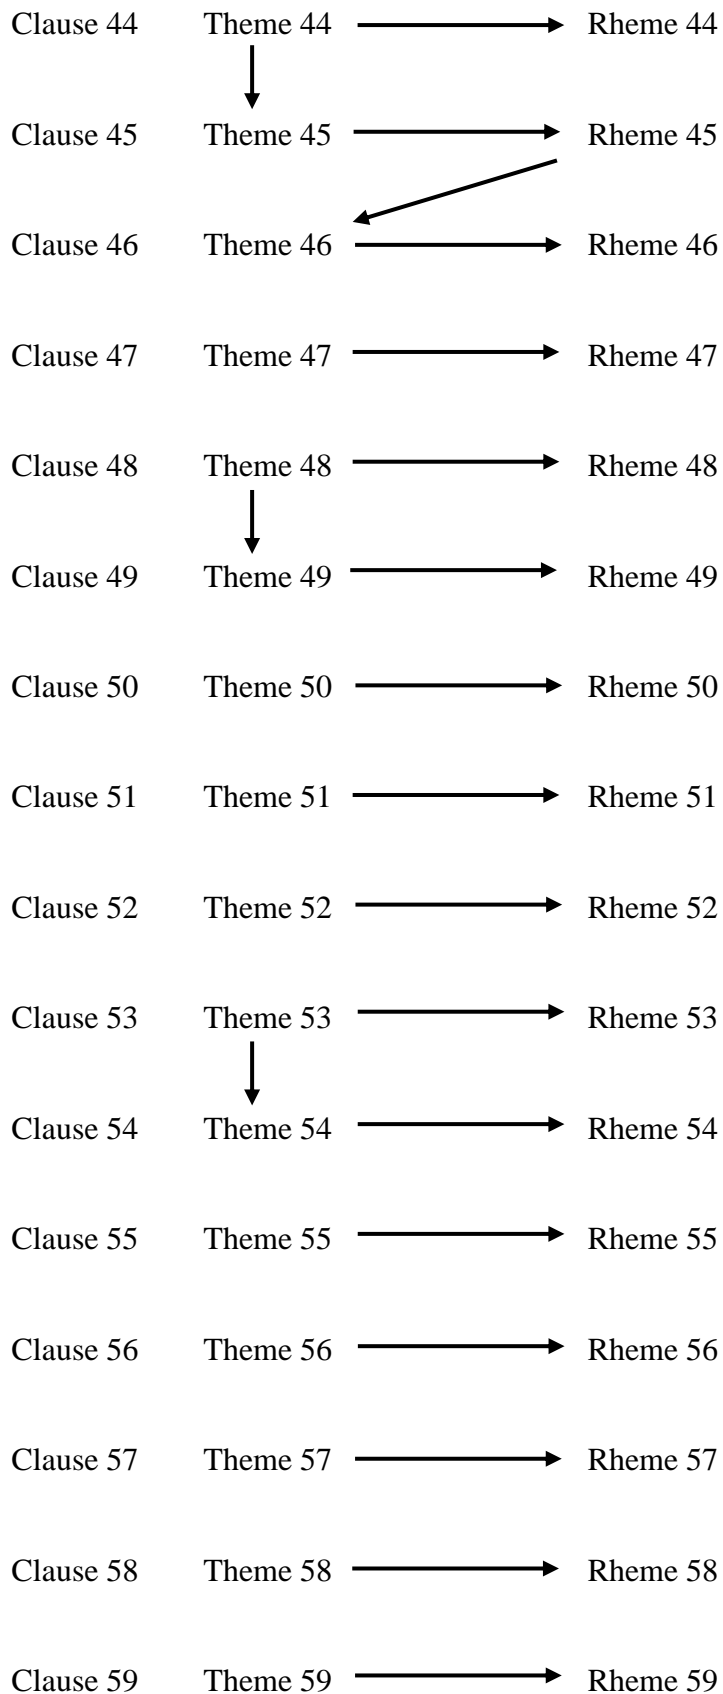 Clause 44 Theme 44 Rheme 44
Clause 45 Theme 45 Rheme 45
Clause 46 Theme 46 Rheme 46
Clause 47 Theme 47 Rheme 47
Clause 48 Theme 48 Rheme 48
Clause 49 Theme 49 Rheme 49
Clause 50 Theme 50 Rheme 50
Clause 51 Theme 51 Rheme 51
Clause 52 Theme 52 Rheme 52
Clause 53 Theme 53 Rheme 53
Clause 54 Theme 54 Rheme 54
Clause 55 Theme 55 Rheme 55
Clause 56 Theme 56 Rheme 56
Clause 57 Theme 57 Rheme 57
Clause 58 Theme 58 Rheme 58
Clause 59 Theme 59 Rheme 59